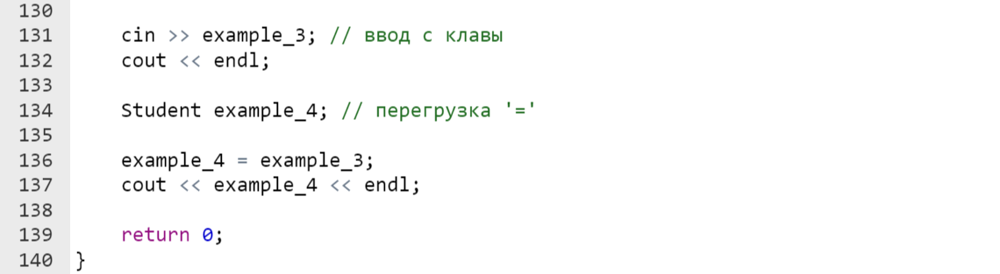 130
131 cin >> example_3; // ввод с клавы
132 cout << endl;
133
134 Student example_4; // перегрузка '='
135
136 example_4 = example_3;
137 cout << example_4 << endl;
138
139 return 0;
140 }